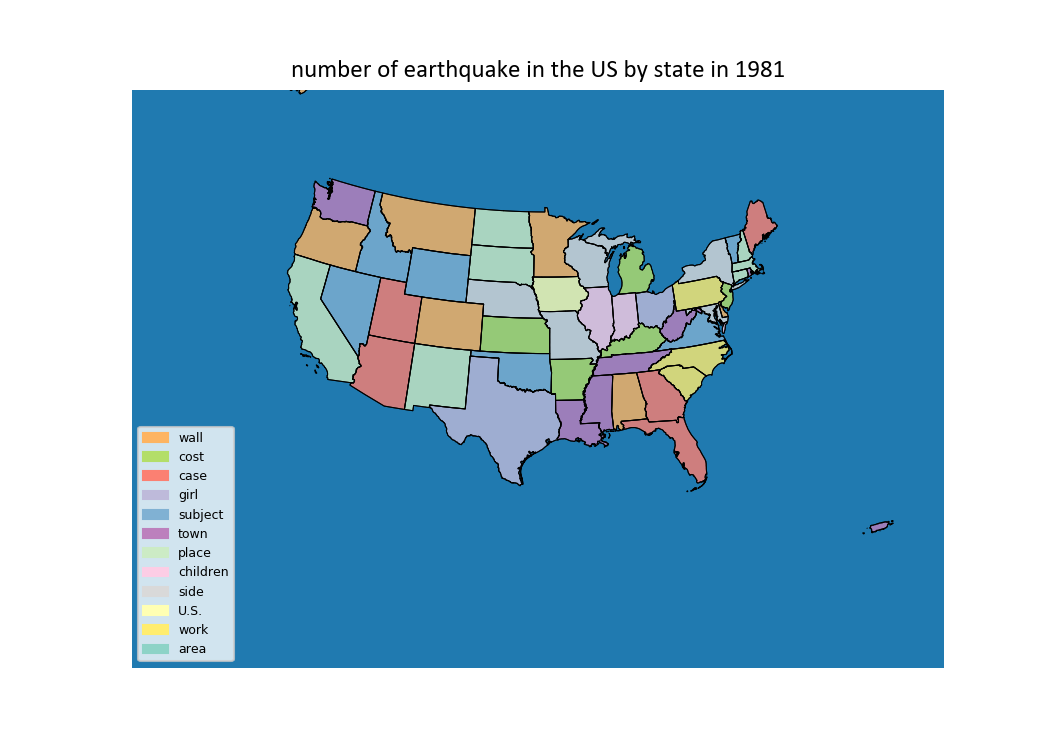 number of earthquake in the US by state in 1981
wall
cost
case
girl
subject
town
place
children
side
U.S.
work
area